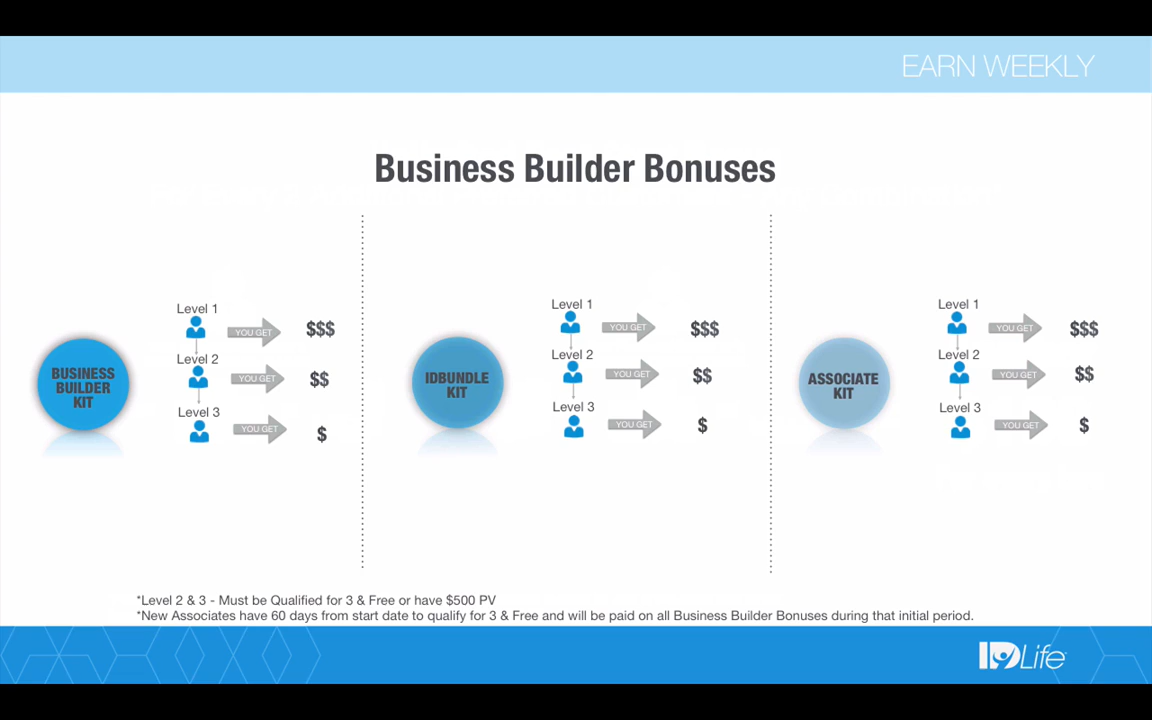 EARN WEEKLY
Business Builder Bonuses
BUSINESS
BUILDER
KIT
Level 1
YOU GET
$$$
Level 2
YOU GET
$$
Level 3
YOU GET
$
IDBUNDLE
KIT
Level 1
YOU GET
$$$
Level 2
YOU GET
$$
Level 3
YOU GET
$
ASSOCIATE
KIT
Level 1
YOU GET
$$$
Level 2
YOU GET
$$
Level 3
YOU GET
$
*Level 2 & 3 - Must be Qualified for 3 & Free or have $500 PV
*New Associates have 60 days from start date to qualify for 3 & Free and will be paid on all Business Builder Bonuses during that initial period.
IDLife